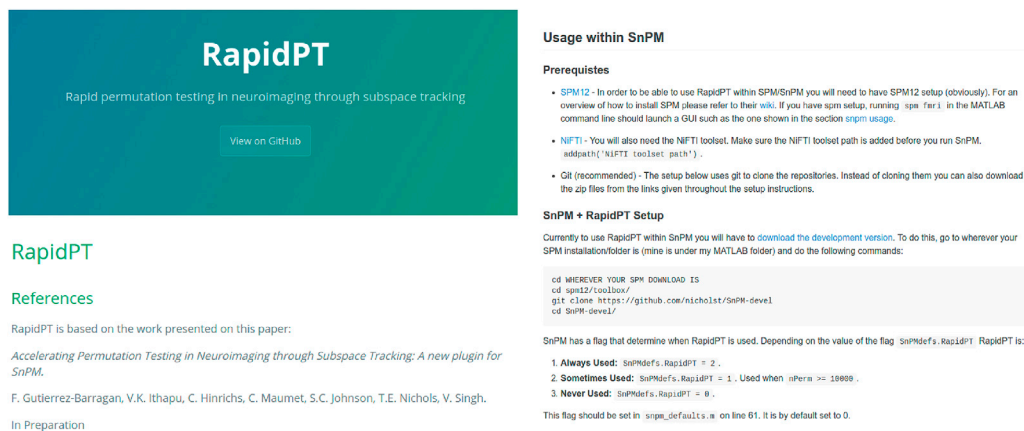 RapidPT
Rapid permutation testing in neuroimaging through subspace tracking
View on GitHub
RapidPT
References
RapidPT is based on the work presented on this paper:
Accelerating Permutation Testing in Neuroimaging through Subspace Tracking: A new plugin for
SnPM.
F. Gutierrez-Barragan, V.K. Ithapu, C. Hinrichs, C. Maumet, S.C. Johnson, T.E. Nichols, V. Singh.
In Preparation
Usage within SnPM
Prerequistes
• SPM12 - In order to be able to use RapidPT within SPM/SnPM you will need to have SPM12 setup (obviously). For an
overview of how to install SPM please refer to their wiki. If you have spm setup, running spm fmri in the MATLAB
command line should launch a GUI such as the one shown in the section snpm usage.
• NiFTI - You will also need the NiFTI toolset. Make sure the NiFTI toolset path is added before you run SnPM.
addpath('NiFTI toolset path') .
• Git (recommended) - The setup below uses git to clone the repositories. Instead of cloning them you can also download
the zip files from the links given throughout the setup instructions.
SnPM + RapidPT Setup
Currently to use RapidPT within SnPM you will have to download the development version. To do this, go to wherever your
SPM installation/folder is (mine is under my MATLAB folder) and do the following commands:
cd WHEREVER YOUR SPM DOWNLOAD IS
cd spm12/toolbox/
git clone https://github.com/nicholst/SnPM-devel
cd SnPM-devel/
SnPM has a flag that determine when RapidPT is used. Depending on the value of the flag SnPMdefs.RapidPT RapidPT is:
1. Always Used: SnPMdefs.RapidPT = 2 .
2. Sometimes Used: SnPMdefs.RapidPT = 1 . Used when nPerm >= 10000 .
3. Never Used: SnPMdefs.RapidPT = 0 .
This flag should be set in snpm_defaults.m on line 61. It is by default set to 0.